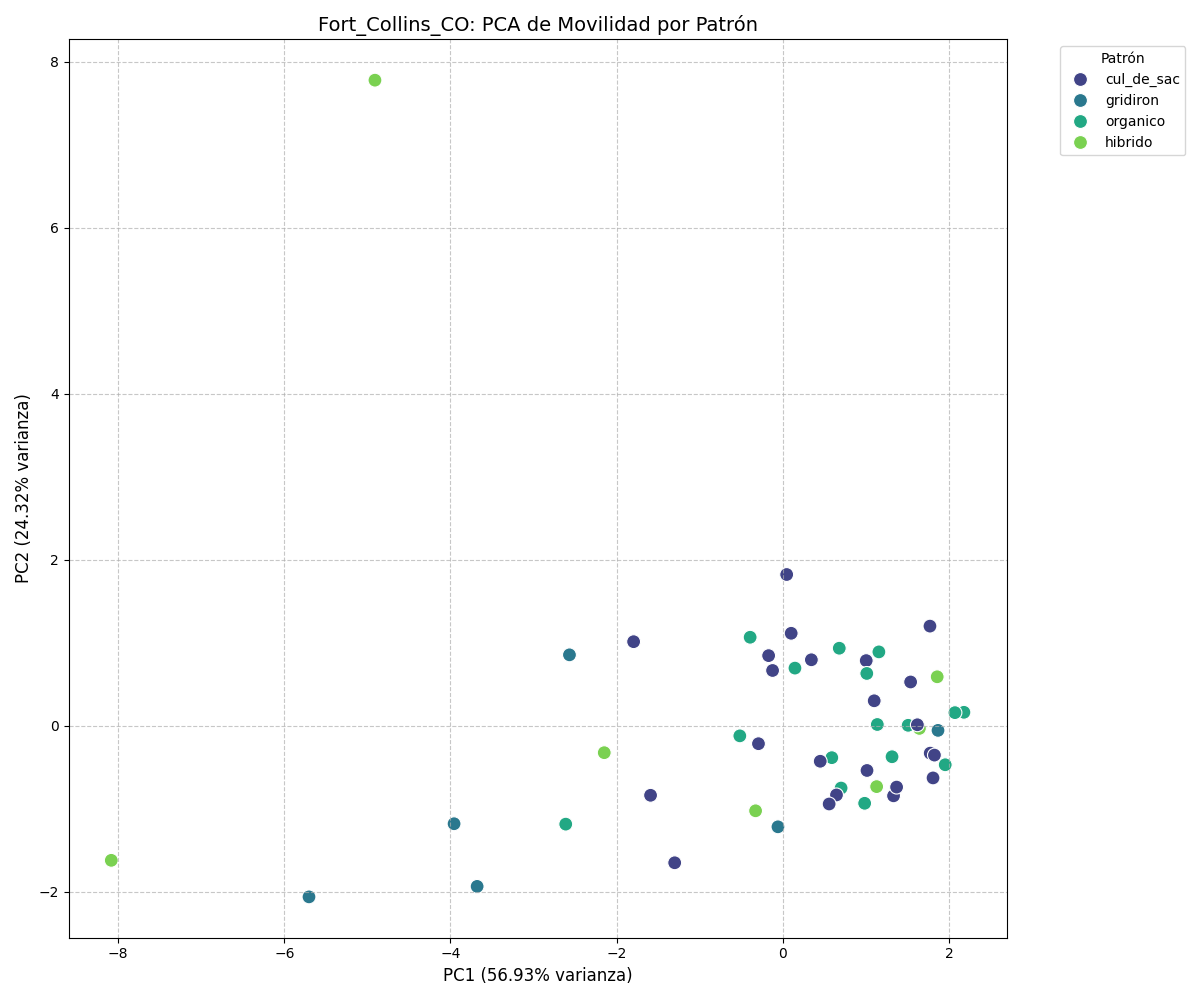 Fort_Collins_CO: PCA de Movilidad por Patrón
Patrón
cul_de_sac
gridiron
organico
hibrido
PC2 (24.32% varianza)
8
6
4
2
0
−2
−8
−6
−4
−2
0
2
PC1 (56.93% varianza)